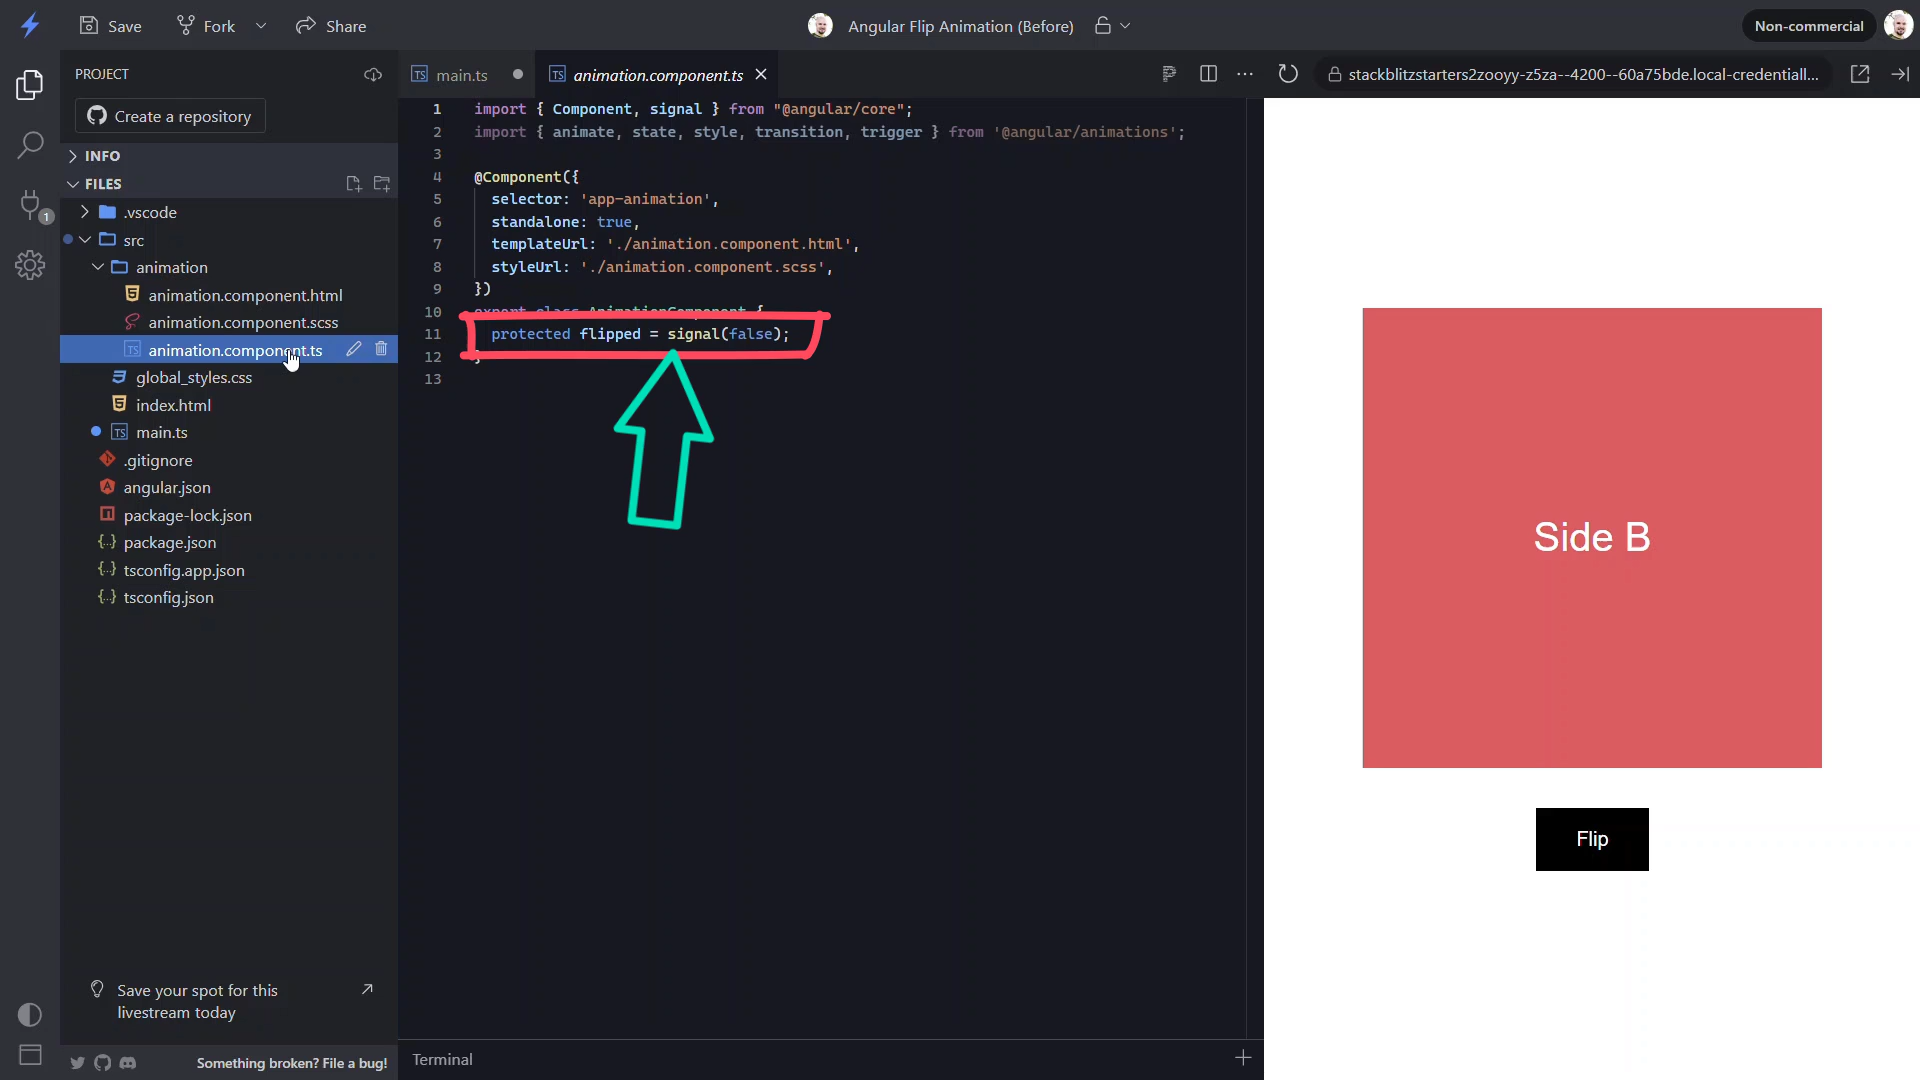 Save
Fork
Share
Angular Flip Animation (Before)
Non-commercial
PROJECT
Create a repository
INFO
FILES
.vscode
src
animation
animation.component.html
animation.component.scss
animation.component.ts
global_styles.css
index.html
main.ts
.gitignore
angular.json
package-lock.json
package.json
tsconfig.app.json
tsconfig.json
1
Save your spot for this
livestream today
Something broken? File a bug!
TS main.ts
TS animation.component.ts
1 import { Component, signal } from "@angular/core";
2 import { animate, state, style, transition, trigger } from '@angular/animations';
3
4 @Component({
5 selector: 'app-animation',
6 standalone: true,
7 templateUrl: './animation.component.html',
8 styleUrl: './animation.component.scss',
9 })
10 export class AnimationComponent {
11 protected flipped = signal(false);
12 }
13
Terminal
stackblitzstarters2zooyy-z5za--4200--60a75bde.local-credentiall...
Side B
Flip